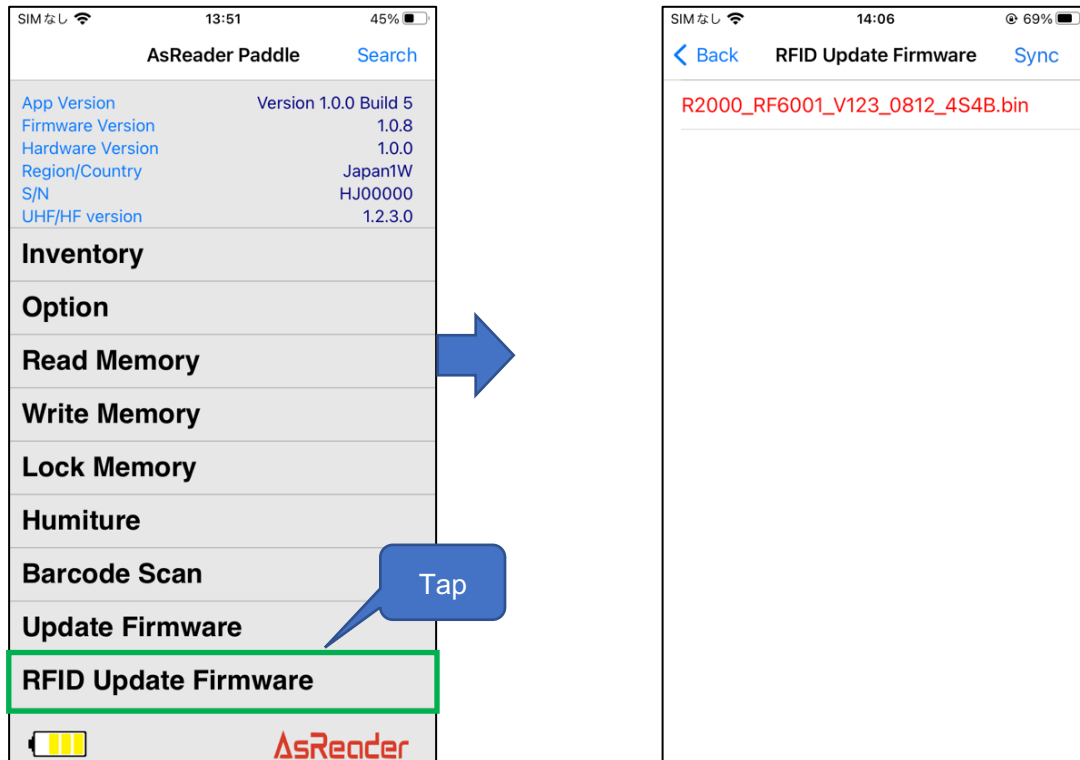 SIMなし 13:51 45%
AsReader Paddle Search
App Version Version 1.0.0 Build 5
Firmware Version 1.0.8
Hardware Version 1.0.0
Region/Country Japan1W
S/N HJ00000
UHF/HF version 1.2.3.0
Inventory
Option
Read Memory
Write Memory
Lock Memory
Humiture
Barcode Scan
Update Firmware
RFID Update Firmware
AsReader
Tap
SIMなし 14:06 69%
Back RFID Update Firmware Sync
R2000_RF6001_V123_0812_4S4B.bin